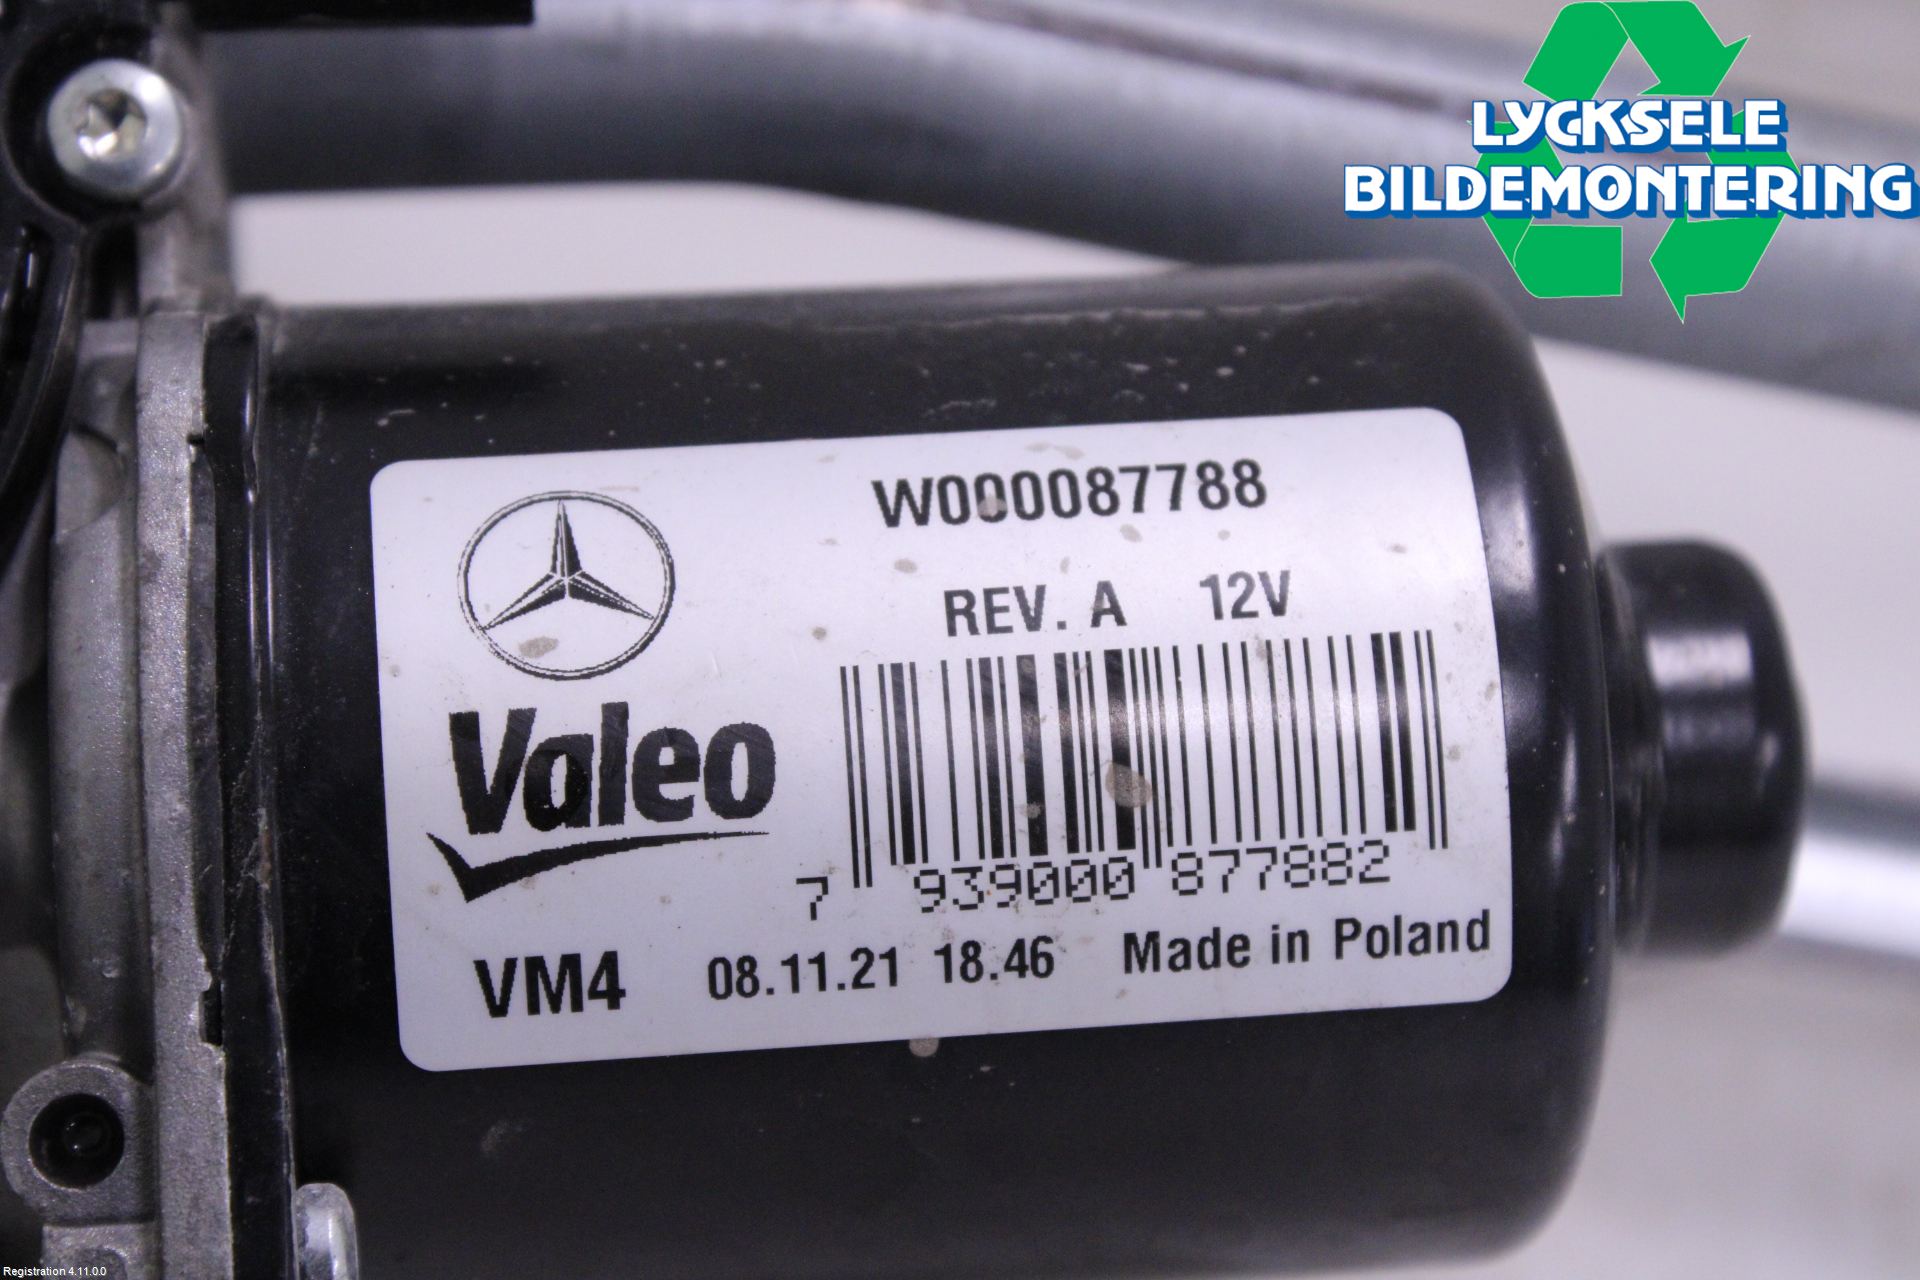 LYCKSELE
BILDEMONTERING
W000087788
REV. A 12V
Valeo
7 939000 877882
VM4 08.11.21 18.46 Made in Poland
Registration 4.11.0.0